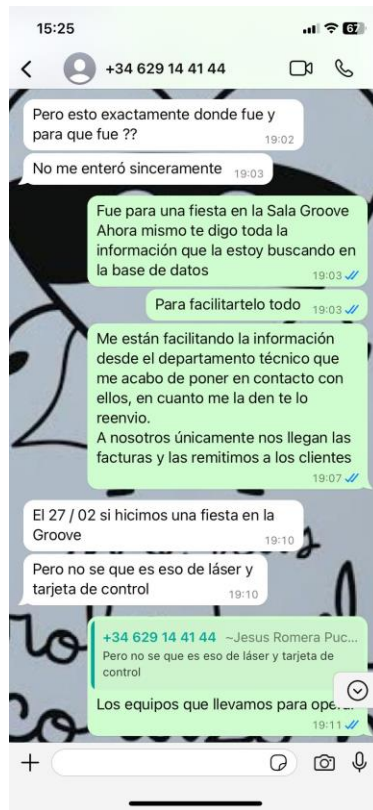 15:25
67
+34 629 14 41 44
Pero esto exactamente donde fue y
para que fue ??
19:02
No me enteró sinceramente
19:03
Fue para una fiesta en la Sala Groove
Ahora mismo te digo toda la
información que la estoy buscando en
la base de datos
19:03
Para facilitartelo todo
19:03
Me están facilitando la información
desde el departamento técnico que
me acabo de poner en contacto con
ellos, en cuanto me la den te lo
reenvio.
A nosotros únicamente nos llegan las
facturas y las remitimos a los clientes
19:07
El 27 / 02 si hicimos una fiesta en la
Groove
19:10
Pero no se que es eso de láser y
tarjeta de control
19:10
+34 629 14 41 44 ~Jesus Romera Puc...
Pero no se que es eso de láser y tarjeta de
control
Los equipos que llevamos para
19:11